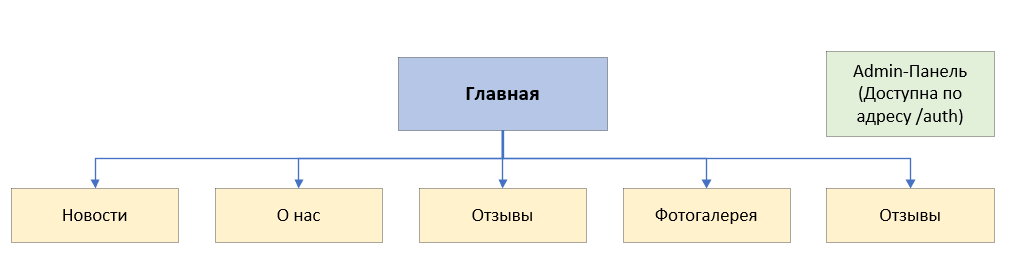 Главная
Admin-Панель
(Доступна по
адресу /auth)
Новости
О нас
Отзывы
Фотогалерея
Отзывы